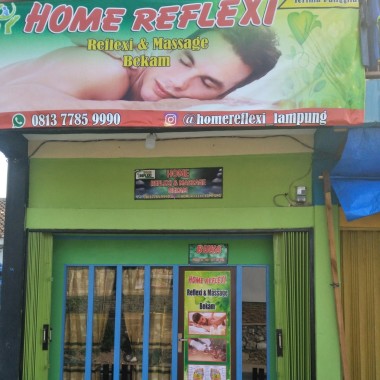 HOME REFLEXI
Reflexi & Massage
Bekam
0813 7785 9990
@homereflexi_lampung
HOME
REFLEXI & MASSAGE
BEKAM
HOME REFLEXI
Reflexi & Massage
Bekam